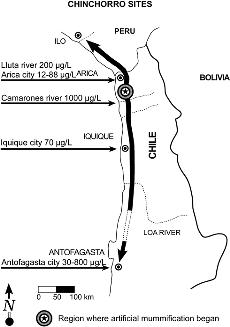 CHINCHORRO SITES
PERU
ILO
Lluta river 200 µg/L
Arica city 12-88 µg/L
ARICA
BOLIVIA
Camarones river 1000 µg/L
CHILE
IQUIQUE
Iquique city 70 µg/L
LOA RIVER
ANTOFAGASTA
Antofagasta city 30-800 µg/L
N
0 50 100 km
Region where artificial mummification began